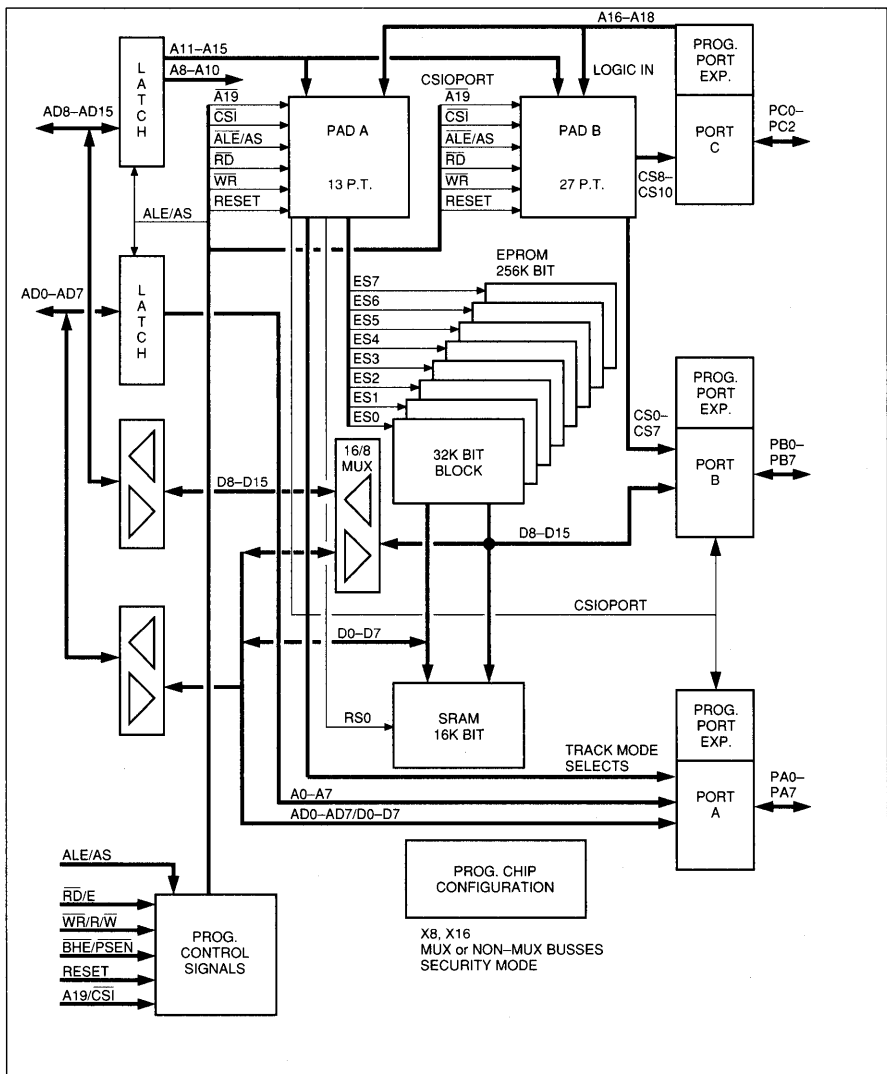 A16–A18
A11–A15
A8–A10
LATCH
AD8–AD15
CSIOPORT
LOGIC IN
PROG.
PORT
EXP.
PORT
C
PC0–
PC2
A19
CSI
ALE/AS
RD
WR
RESET
PAD A
13 P.T.
A19
CSI
ALE/AS
RD
WR
RESET
PAD B
27 P.T.
CS8–
CS10
ALE/AS
AD0–AD7
LATCH
EPROM
256K BIT
ES7
ES6
ES5
ES4
ES3
ES2
ES1
ES0
32K BIT
BLOCK
16/8
MUX
D8–D15
D8–D15
CS0–
CS7
PROG.
PORT
EXP.
PORT
B
PB0–
PB7
CSIOPORT
D0–D7
RS0
SRAM
16K BIT
TRACK MODE
SELECTS
A0–A7
AD0–AD7/D0–D7
PROG.
PORT
EXP.
PORT
A
PA0–
PA7
ALE/AS
RD/E
WR/R/W
BHE/PSEN
RESET
A19/CSI
PROG.
CONTROL
SIGNALS
PROG. CHIP
CONFIGURATION
X8, X16
MUX or NON–MUX BUSSES
SECURITY MODE